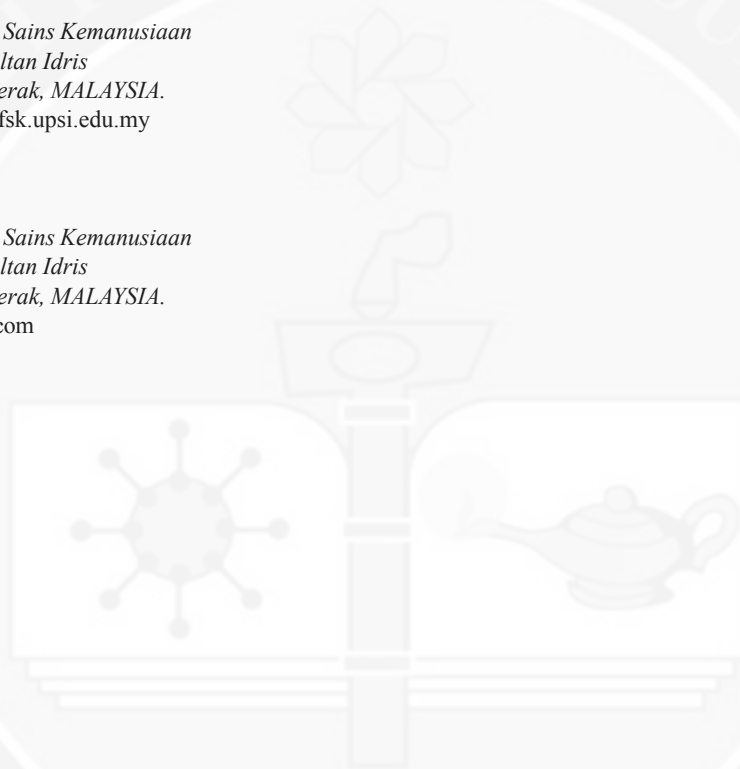 Sains Kemanusiaan
ltan Idris
erak, MALAYSIA.
fsk.upsi.edu.my
Sains Kemanusiaan
ltan Idris
erak, MALAYSIA.
com